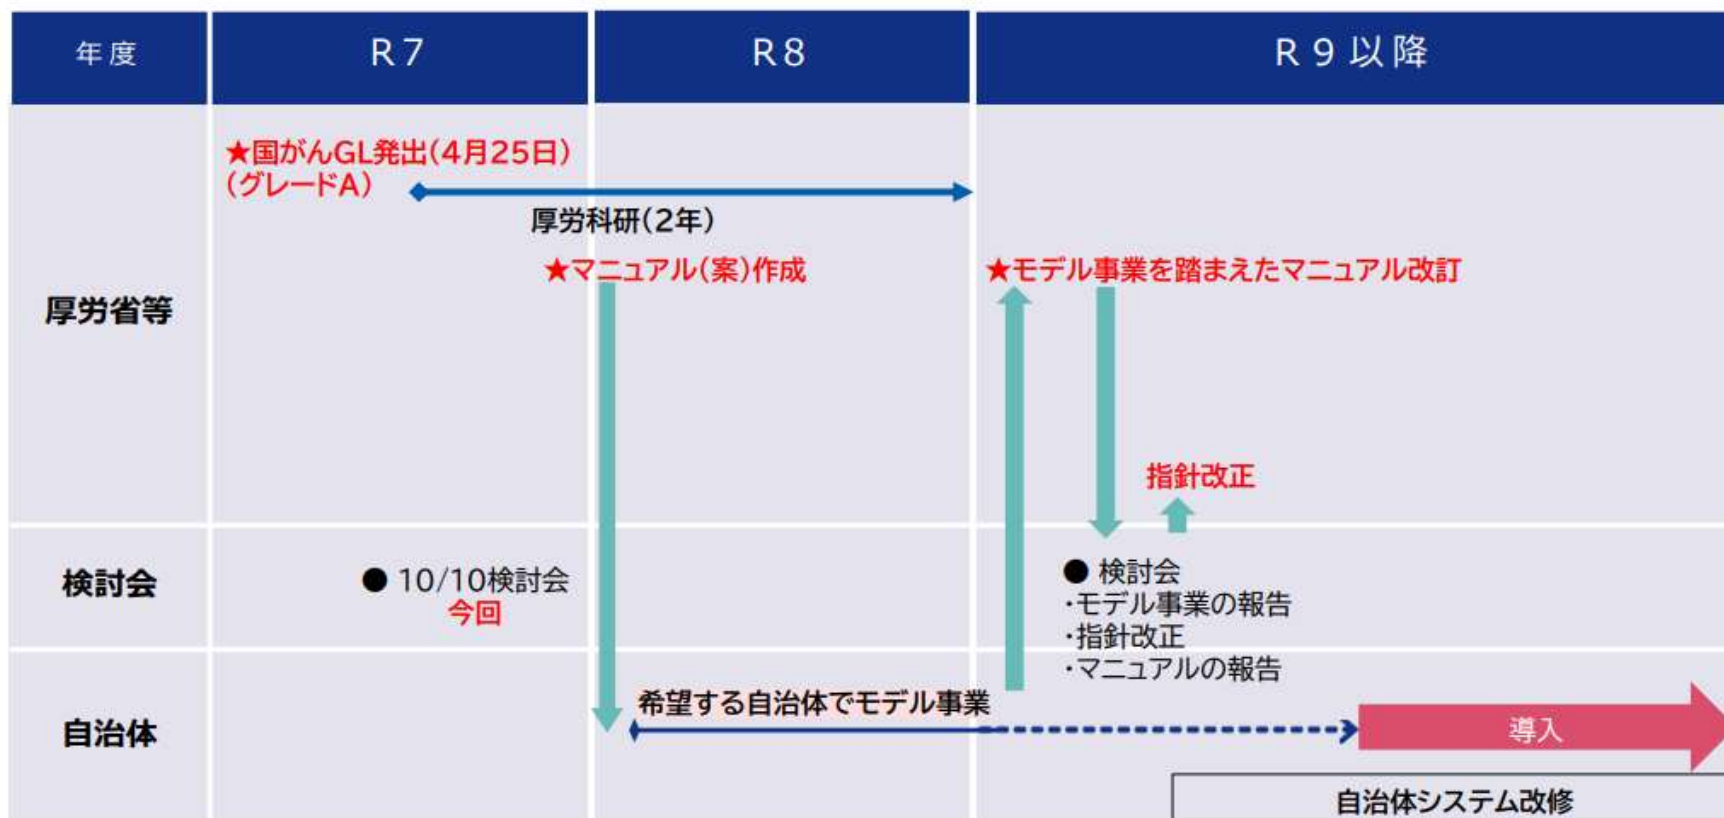 年度
R7
R8
R9以降
厚労省等
★国がんGL発出(4月25日)
(グレードA)
厚労科研(2年)
★マニュアル(案)作成
★モデル事業を踏まえたマニュアル改訂
指針改正
検討会
● 10/10検討会
今回
● 検討会
・モデル事業の報告
・指針改正
・マニュアルの報告
自治体
希望する自治体でモデル事業
導入
自治体システム改修